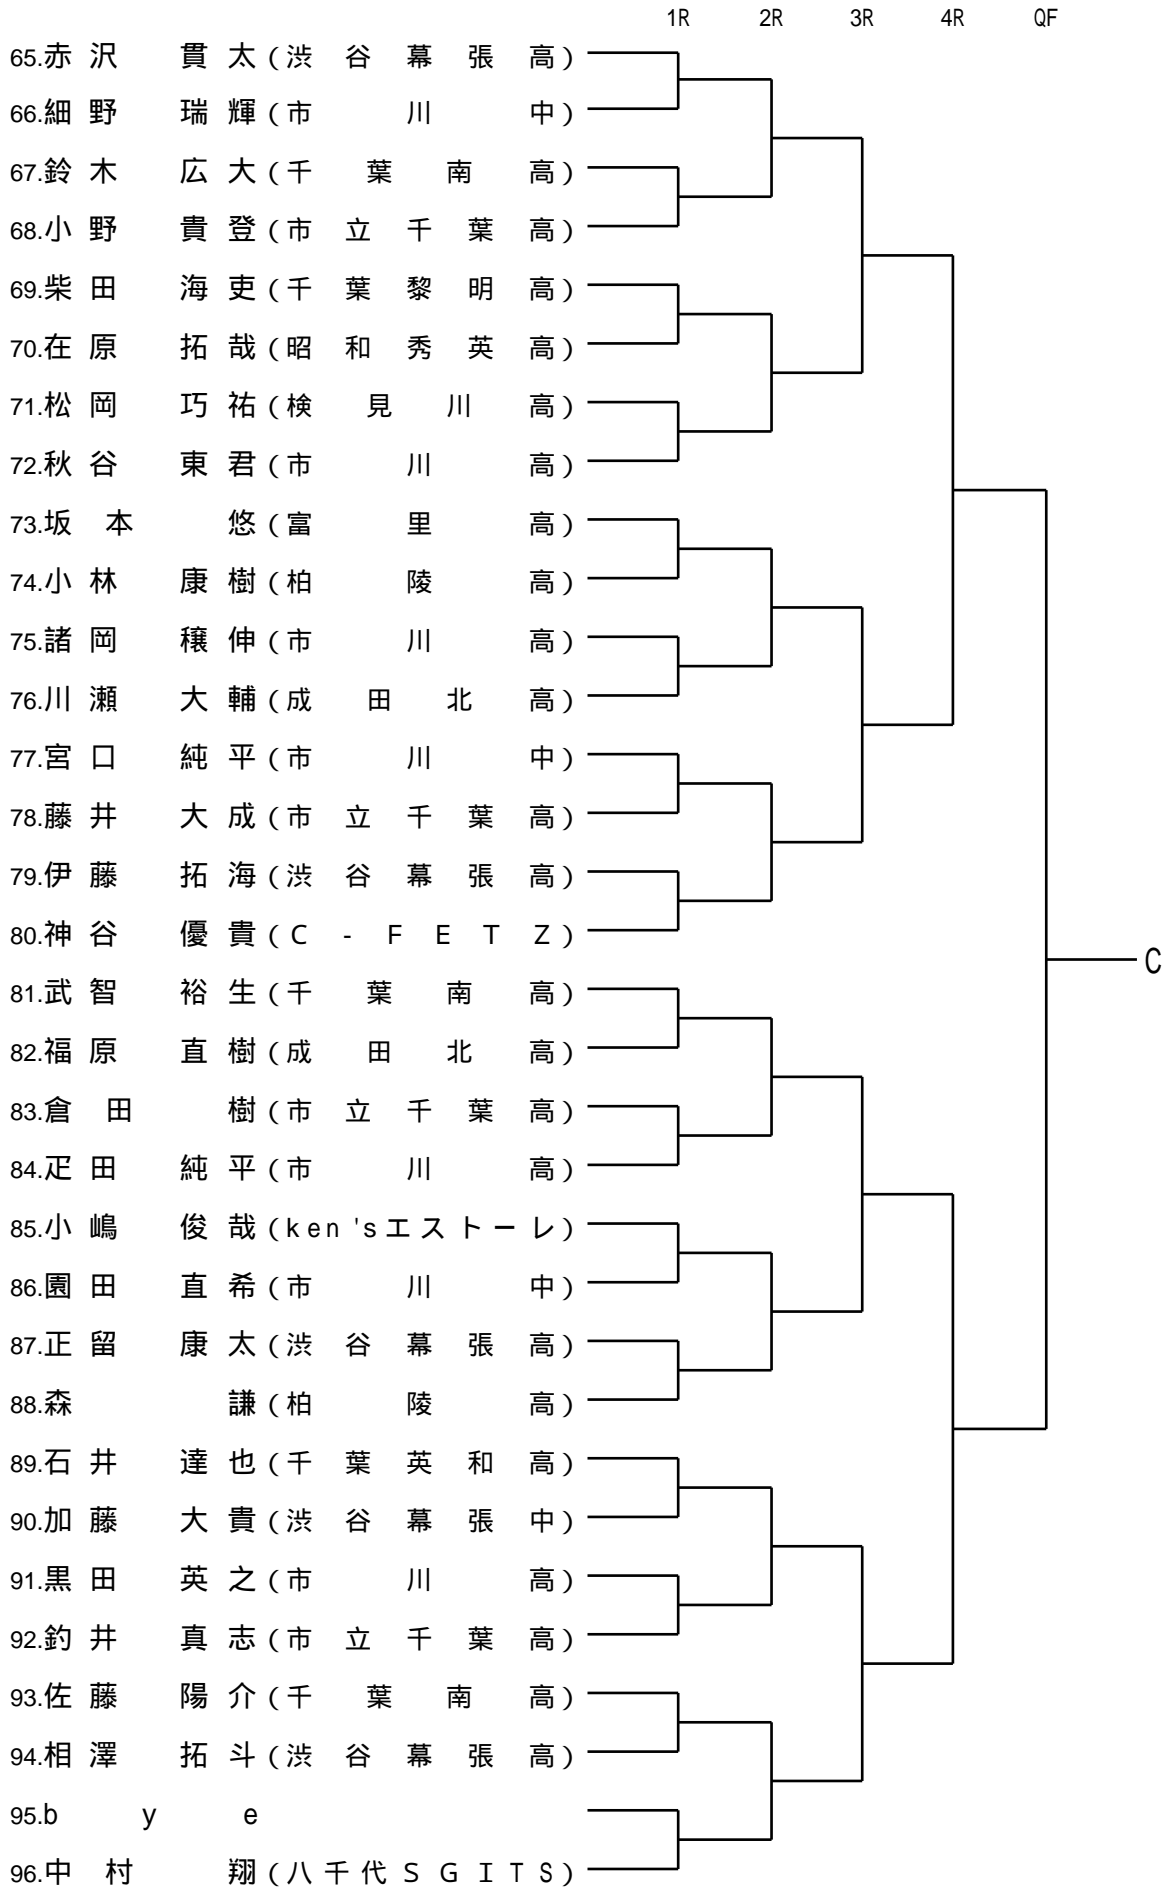 1R 2R 3R 4R QF
65.赤沢 貫太(渋谷幕張高)
66.細野 瑞輝(市川中)
67.鈴木 広大(千葉南高)
68.小野 貴登(市立千葉高)
69.柴田 海吏(千葉黎明高)
70.在原 拓哉(昭和秀英高)
71.松岡 巧祐(検見川高)
72.秋谷 東君(市川高)
73.坂本 悠(富里高)
74.小林 康樹(柏陵高)
75.諸岡 穣伸(市川高)
76.川瀬 大輔(成田北高)
77.宮口 純平(市川中)
78.藤井 大成(市立千葉高)
79.伊藤 拓海(渋谷幕張高)
80.神谷 優貴(C-FETZ)
C
81.武智 裕生(千葉南高)
82.福原 直樹(成田北高)
83.倉田 樹(市立千葉高)
84.疋田 純平(市川高)
85.小嶋 俊哉(ken'sエストーレ)
86.園田 直希(市川中)
87.正留 康太(渋谷幕張高)
88.森 謙(柏陵高)
89.石井 達也(千葉英和高)
90.加藤 大貴(渋谷幕張中)
91.黒田 英之(市川高)
92.釣井 真志(市立千葉高)
93.佐藤 陽介(千葉南高)
94.相澤 拓斗(渋谷幕張高)
95.bye
96.中村 翔(八千代SGITS)